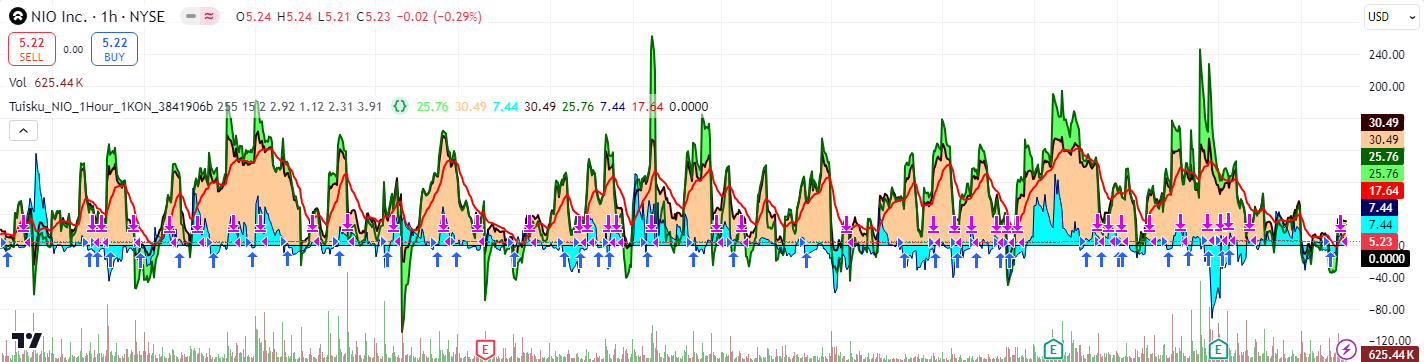 NIO Inc. · 1h · NYSE O5.24 H5.24 L5.21 C5.23 −0.02 (−0.29%)
USD
5.22 SELL 0.00 5.22 BUY
Vol 625.44 K
Tuisku_NIO_1Hour_1KON_3841906b 255 15 2 2.92 1.12 2.31 3.91 25.76 30.49 7.44 30.49 25.76 7.44 17.64 0.0000
240.00
200.00
30.49
30.49
25.76
25.76
17.64
7.44
7.44
5.23
0.0000
−40.00
−80.00
−120.00
625.44 K
E
E
E